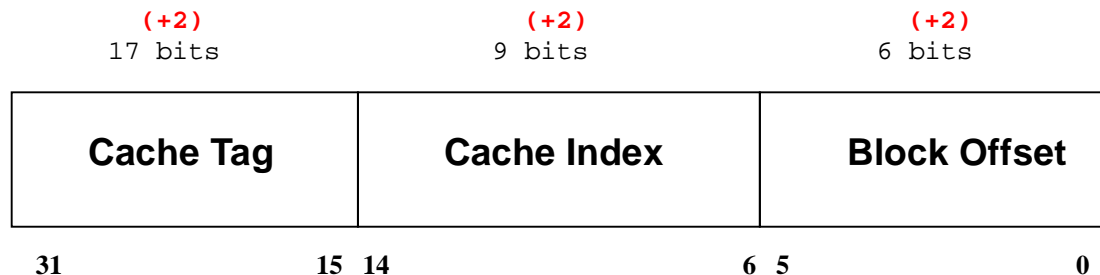 (+2) (+2) (+2)
17 bits 9 bits 6 bits
Cache Tag Cache Index Block Offset
31 15 14 6 5 0